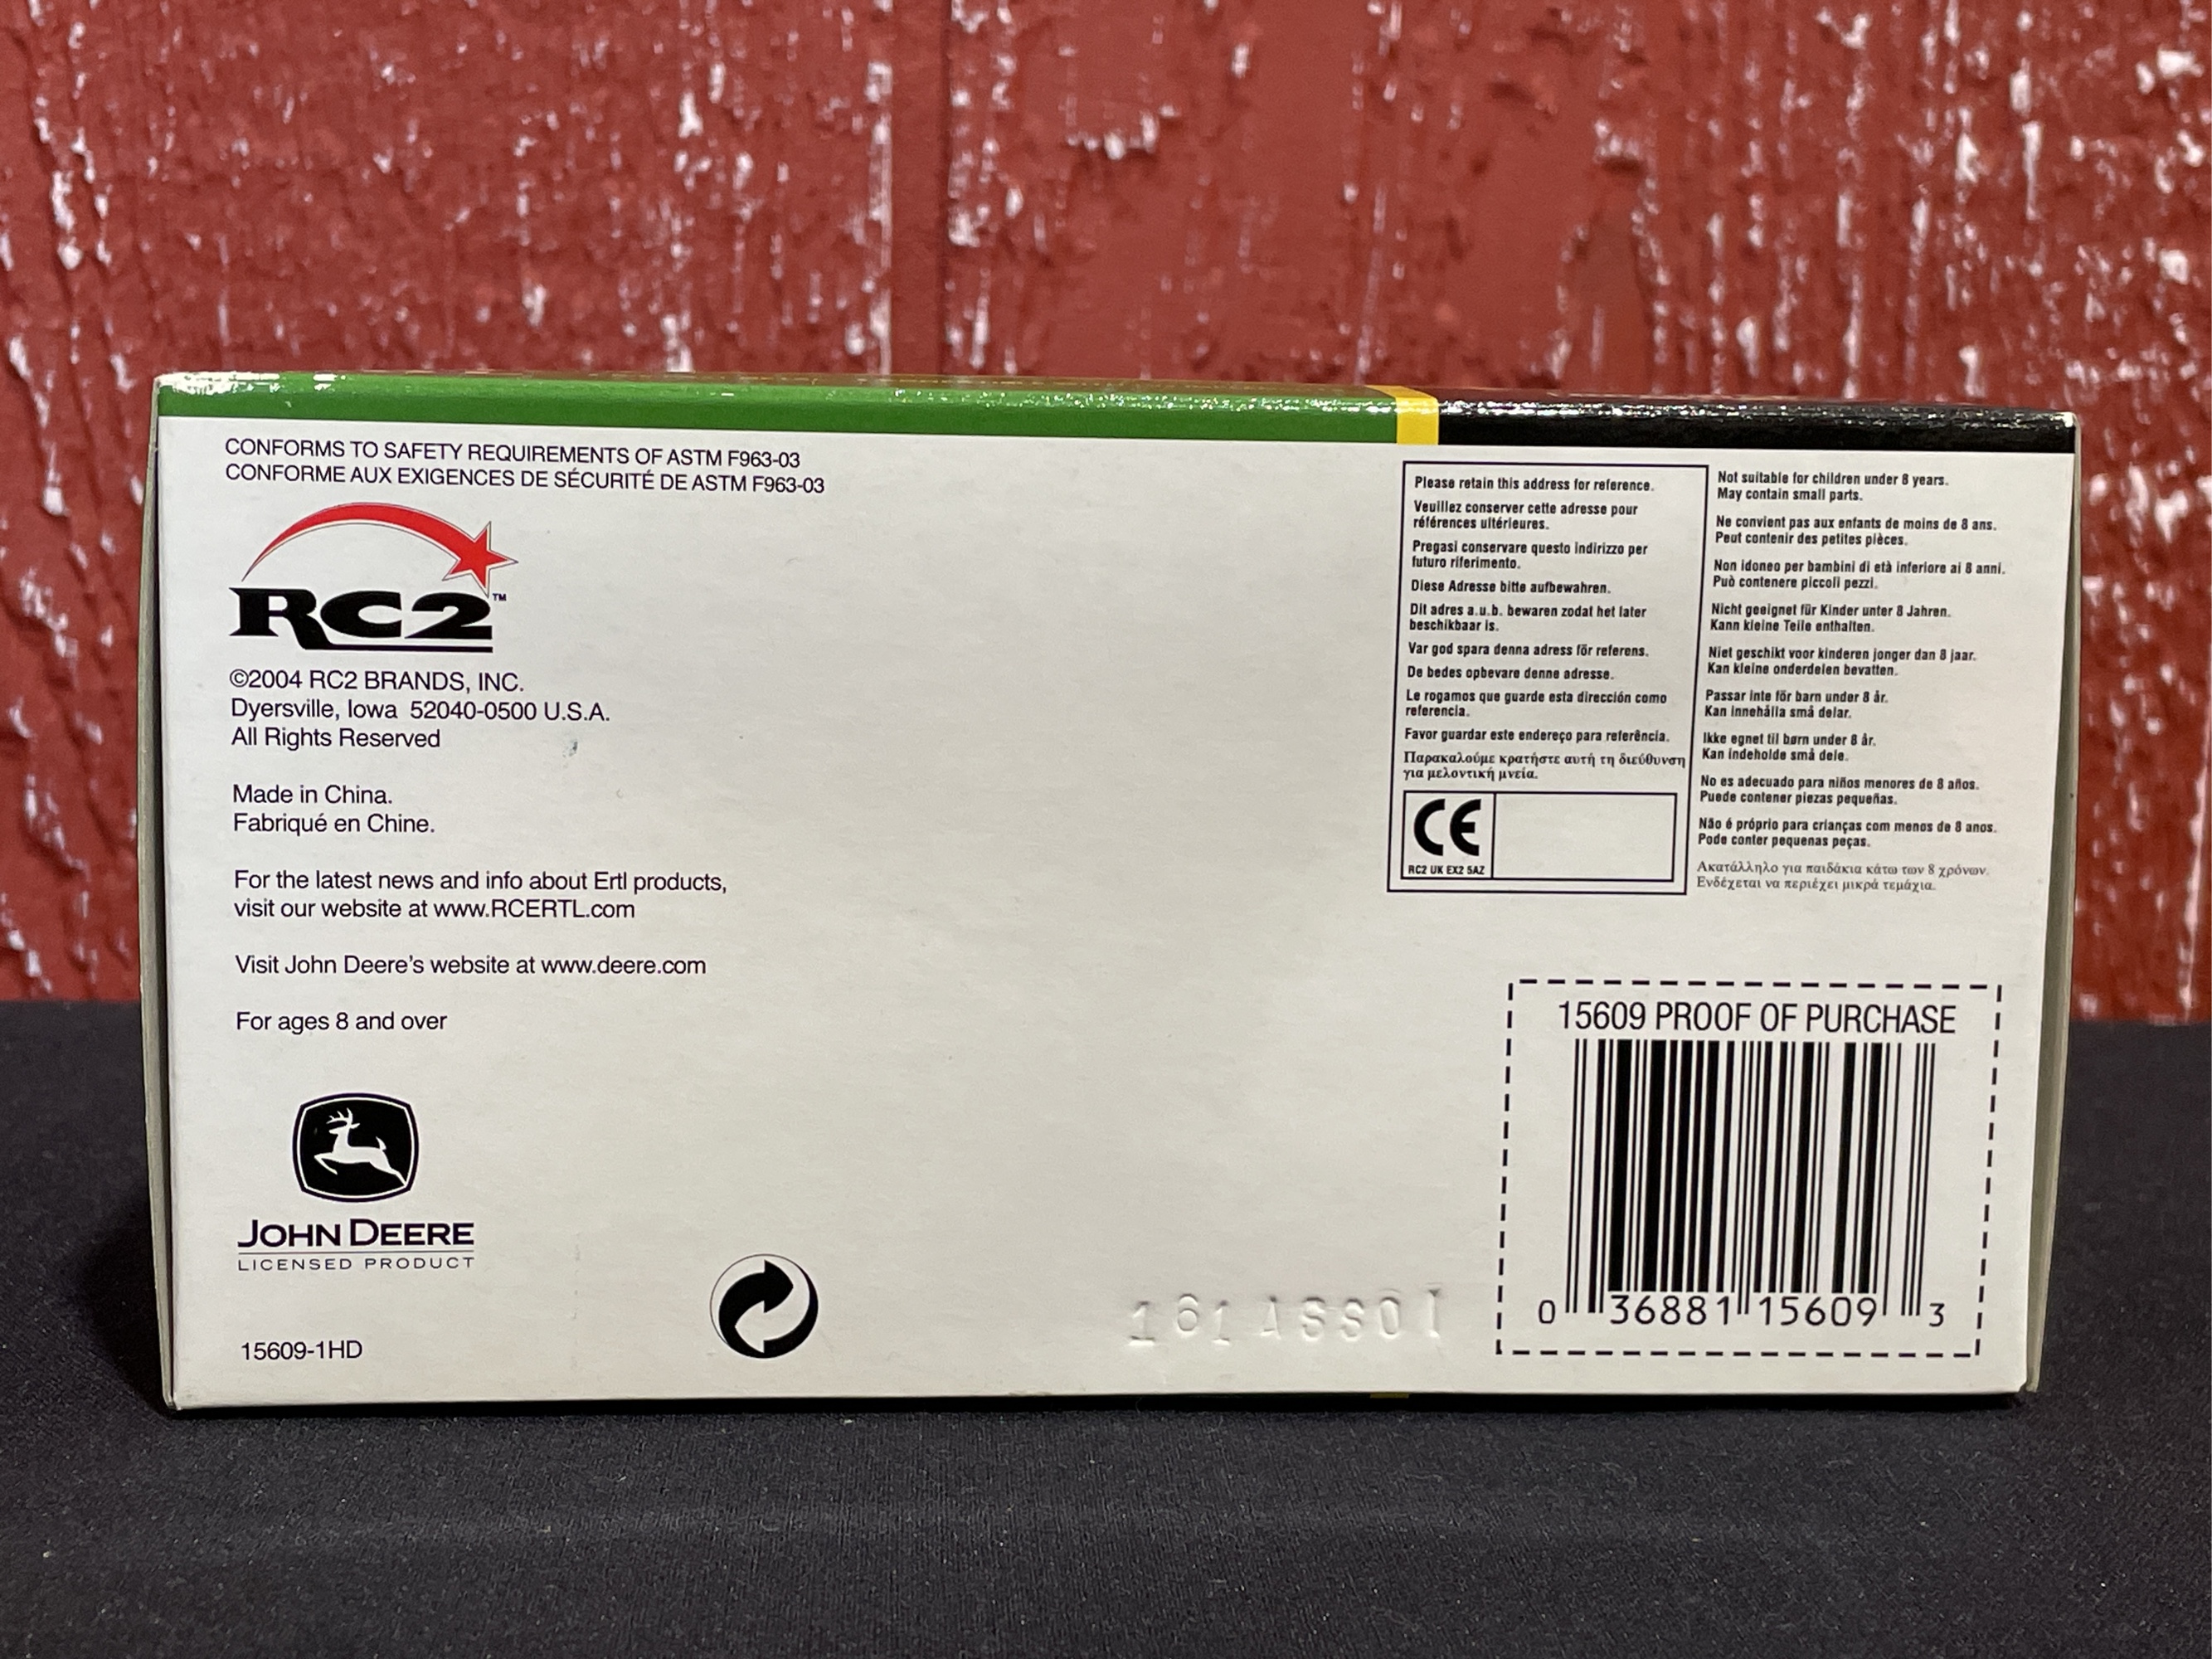 CONFORMS TO SAFETY REQUIREMENTS OF ASTM F963-03
CONFORME AUX EXIGENCES DE SÉCURITÉ DE ASTM F963-03
RC2™
©2004 RC2 BRANDS, INC.
Dyersville, Iowa 52040-0500 U.S.A.
All Rights Reserved
Made in China.
Fabriqué en Chine.
For the latest news and info about Ertl products,
visit our website at www.RCERTL.com
Visit John Deere's website at www.deere.com
For ages 8 and over
JOHN DEERE
LICENSED PRODUCT
15609-1HD
Please retain this address for reference.
Veuillez conserver cette adresse pour
références ultérieures.
Pregasi conservare questo indirizzo per
futuro riferimento.
Diese Adresse bitte aufbewahren.
Dit adres a.u.b. bewaren zodat het later
beschikbaar is.
Var god spara denna adress för referens.
De bedes opbevare denne adresse.
Le rogamos que guarde esta dirección como
referencia.
Favor guardar este endereço para referência.
Παρακαλούμε κρατήστε αυτή τη διεύθυνση
για μελοντική μνεία.
CE
RC2 UK EX2 5AZ
Not suitable for children under 8 years.
May contain small parts.
Ne convient pas aux enfants de moins de 8 ans.
Peut contenir des petites pièces.
Non idoneo per bambini di età inferiore ai 8 anni.
Può contenere piccoli pezzi.
Nicht geeignet für Kinder unter 8 Jahren.
Kann kleine Teile enthalten.
Niet geschikt voor kinderen jonger dan 8 jaar.
Kan kleine onderdelen bevatten.
Passar inte för barn under 8 år.
Kan innehålla små delar.
Ikke egnet til børn under 8 år.
Kan indeholde små dele.
No es adecuado para niños menores de 8 años.
Puede contener piezas pequeñas.
Não é próprio para crianças com menos de 8 anos.
Pode conter pequenas peças.
Ακατάλληλο για παιδάκια κάτω των 8 χρόνων.
Ενδέχεται να περιέχει μικρά τεμάχια.
15609 PROOF OF PURCHASE
0 36881 15609 3